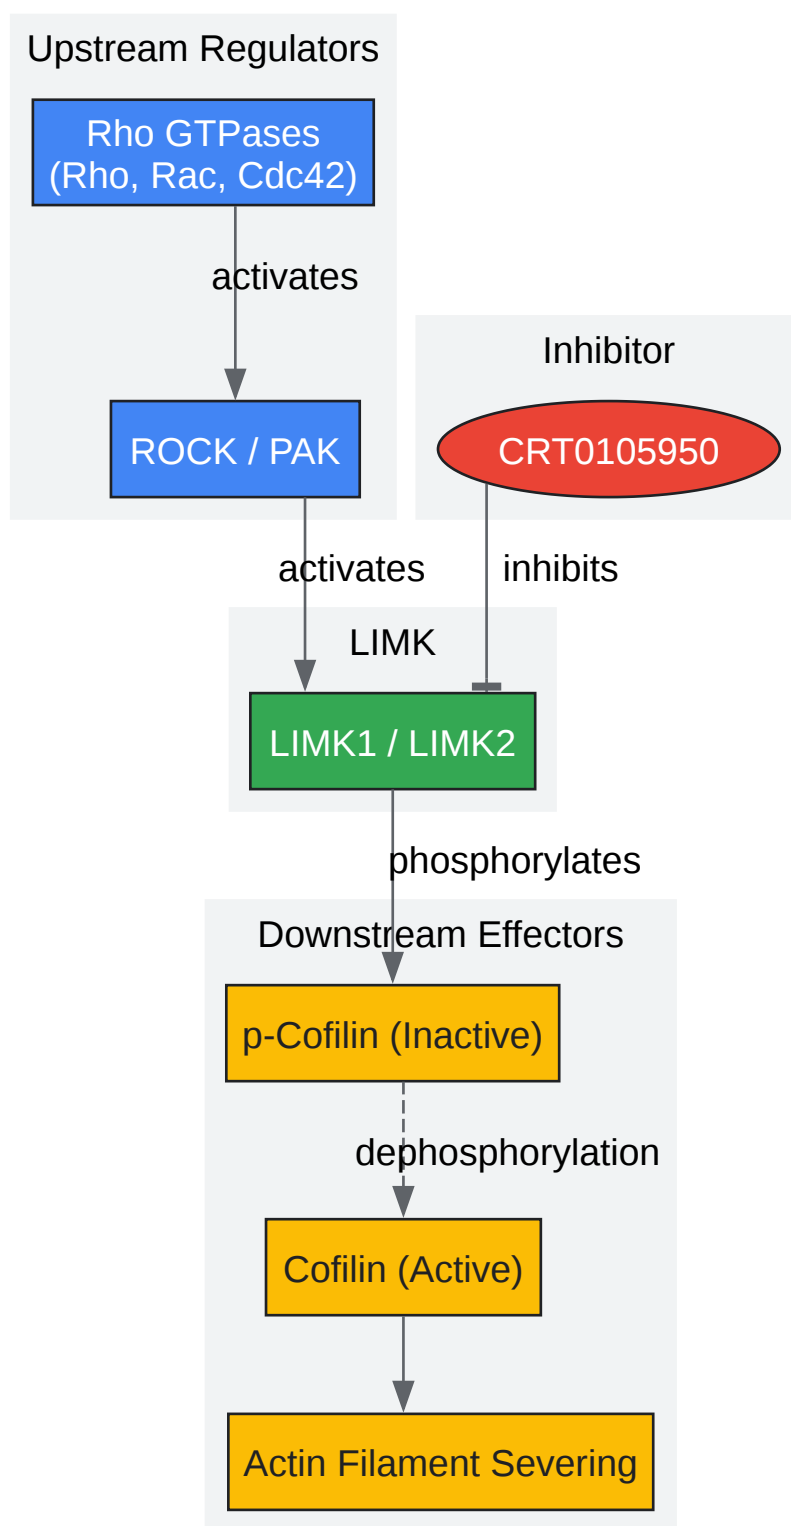 Upstream Regulators
Rho GTPases
(Rho, Rac, Cdc42)
activates
Inhibitor
ROCK / PAK
CRT0105950
activates
inhibits
LIMK
LIMK1 / LIMK2
phosphorylates
Downstream Effectors
p-Cofilin (Inactive)
dephosphorylation
Cofilin (Active)
Actin Filament Severing